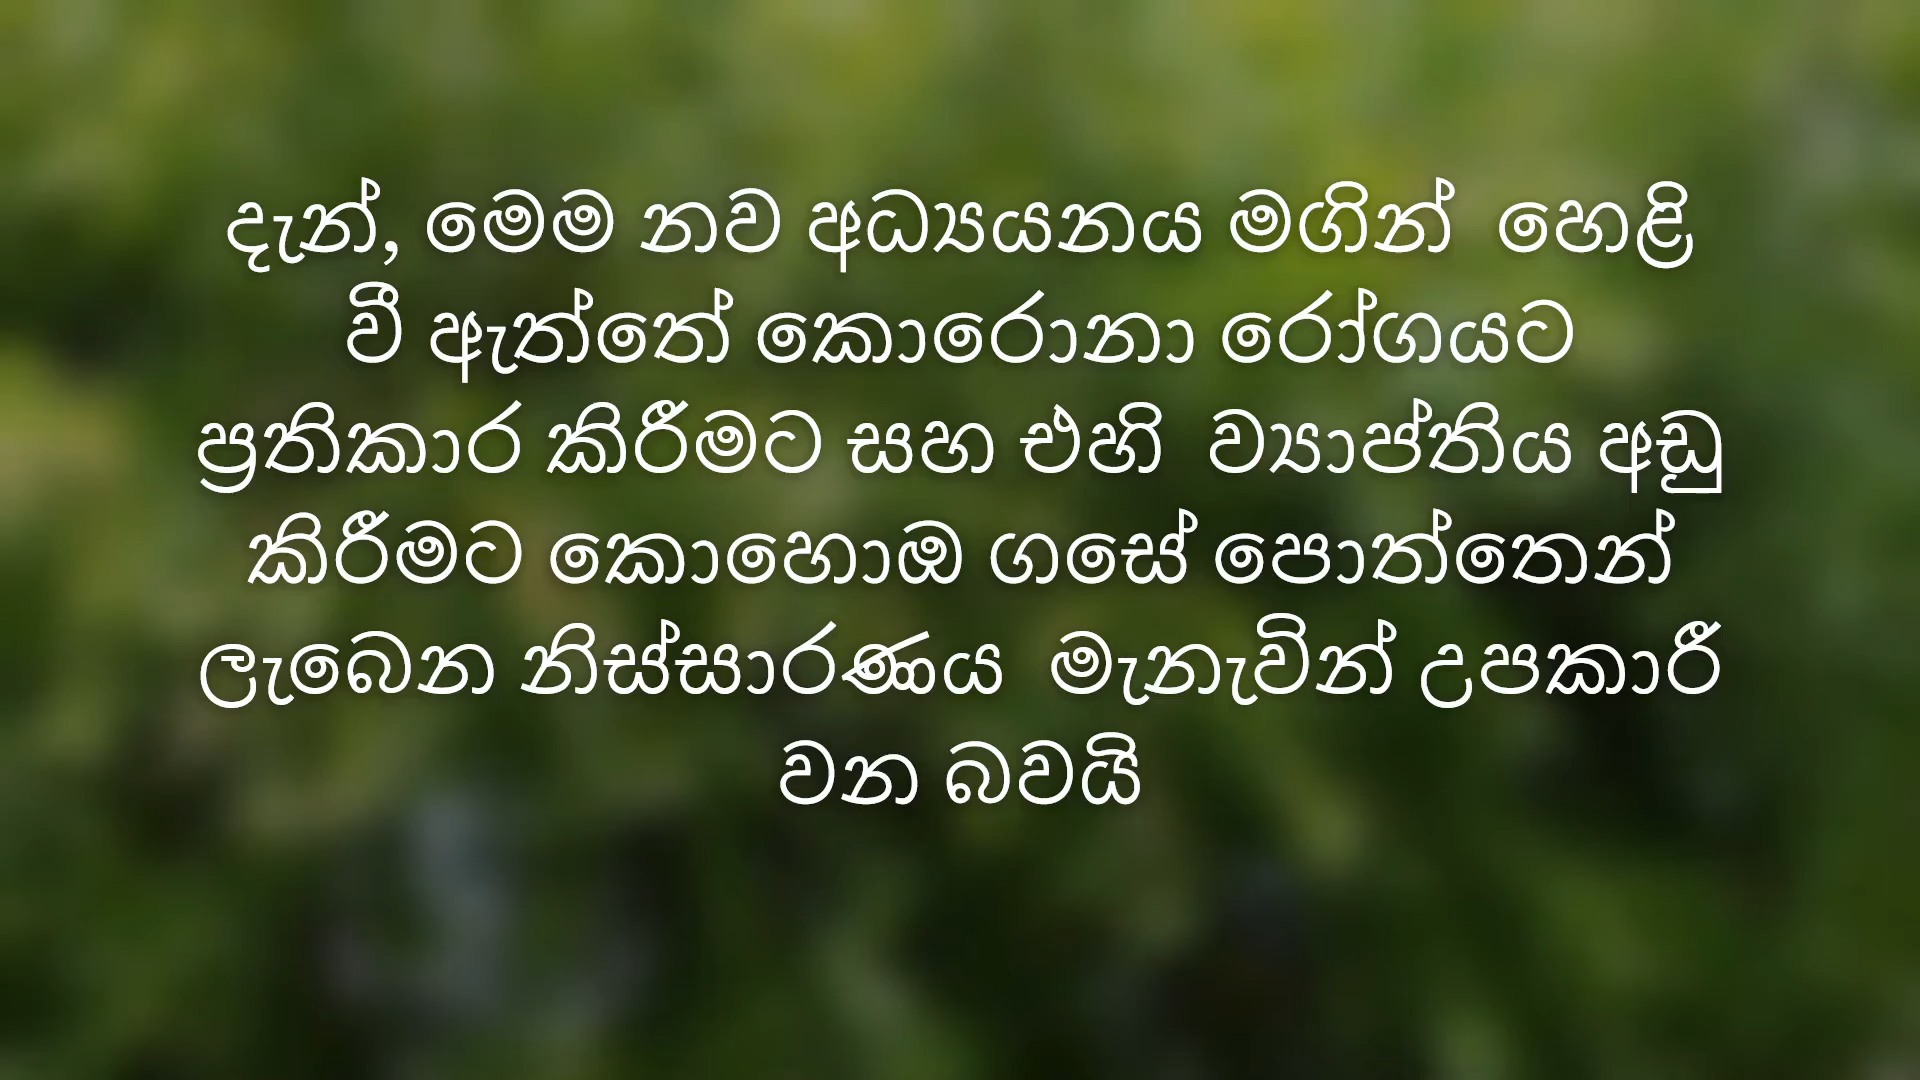 දැන්, මෙම නව අධ්‍යයනය මගින්  හෙළි
වී ඇත්තේ කොරොනා රෝගයට
ප්‍රතිකාර කිරීමට සහ එහි  ව්‍යාප්තිය අඩු
කිරීමට කොහොඹ ගසේ පොත්තෙන්
ලැබෙන නිස්සාරණය  මැනැවින් උපකාරී
වන බවයි